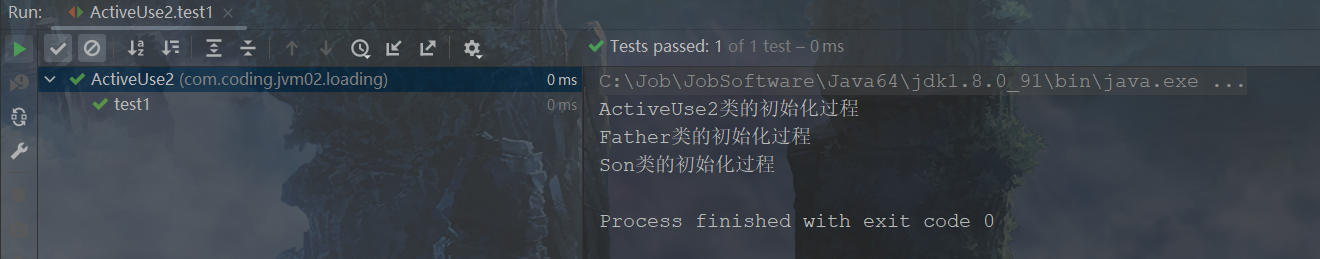 Run: ActiveUse2.test1
Tests passed: 1 of 1 test – 0 ms
ActiveUse2 (com.coding.jvm02.loading) 0 ms
test1 0 ms
C:\Job\JobSoftware\Java64\jdk1.8.0_91\bin\java.exe ...
ActiveUse2类的初始化过程
Father类的初始化过程
Son类的初始化过程
Process finished with exit code 0